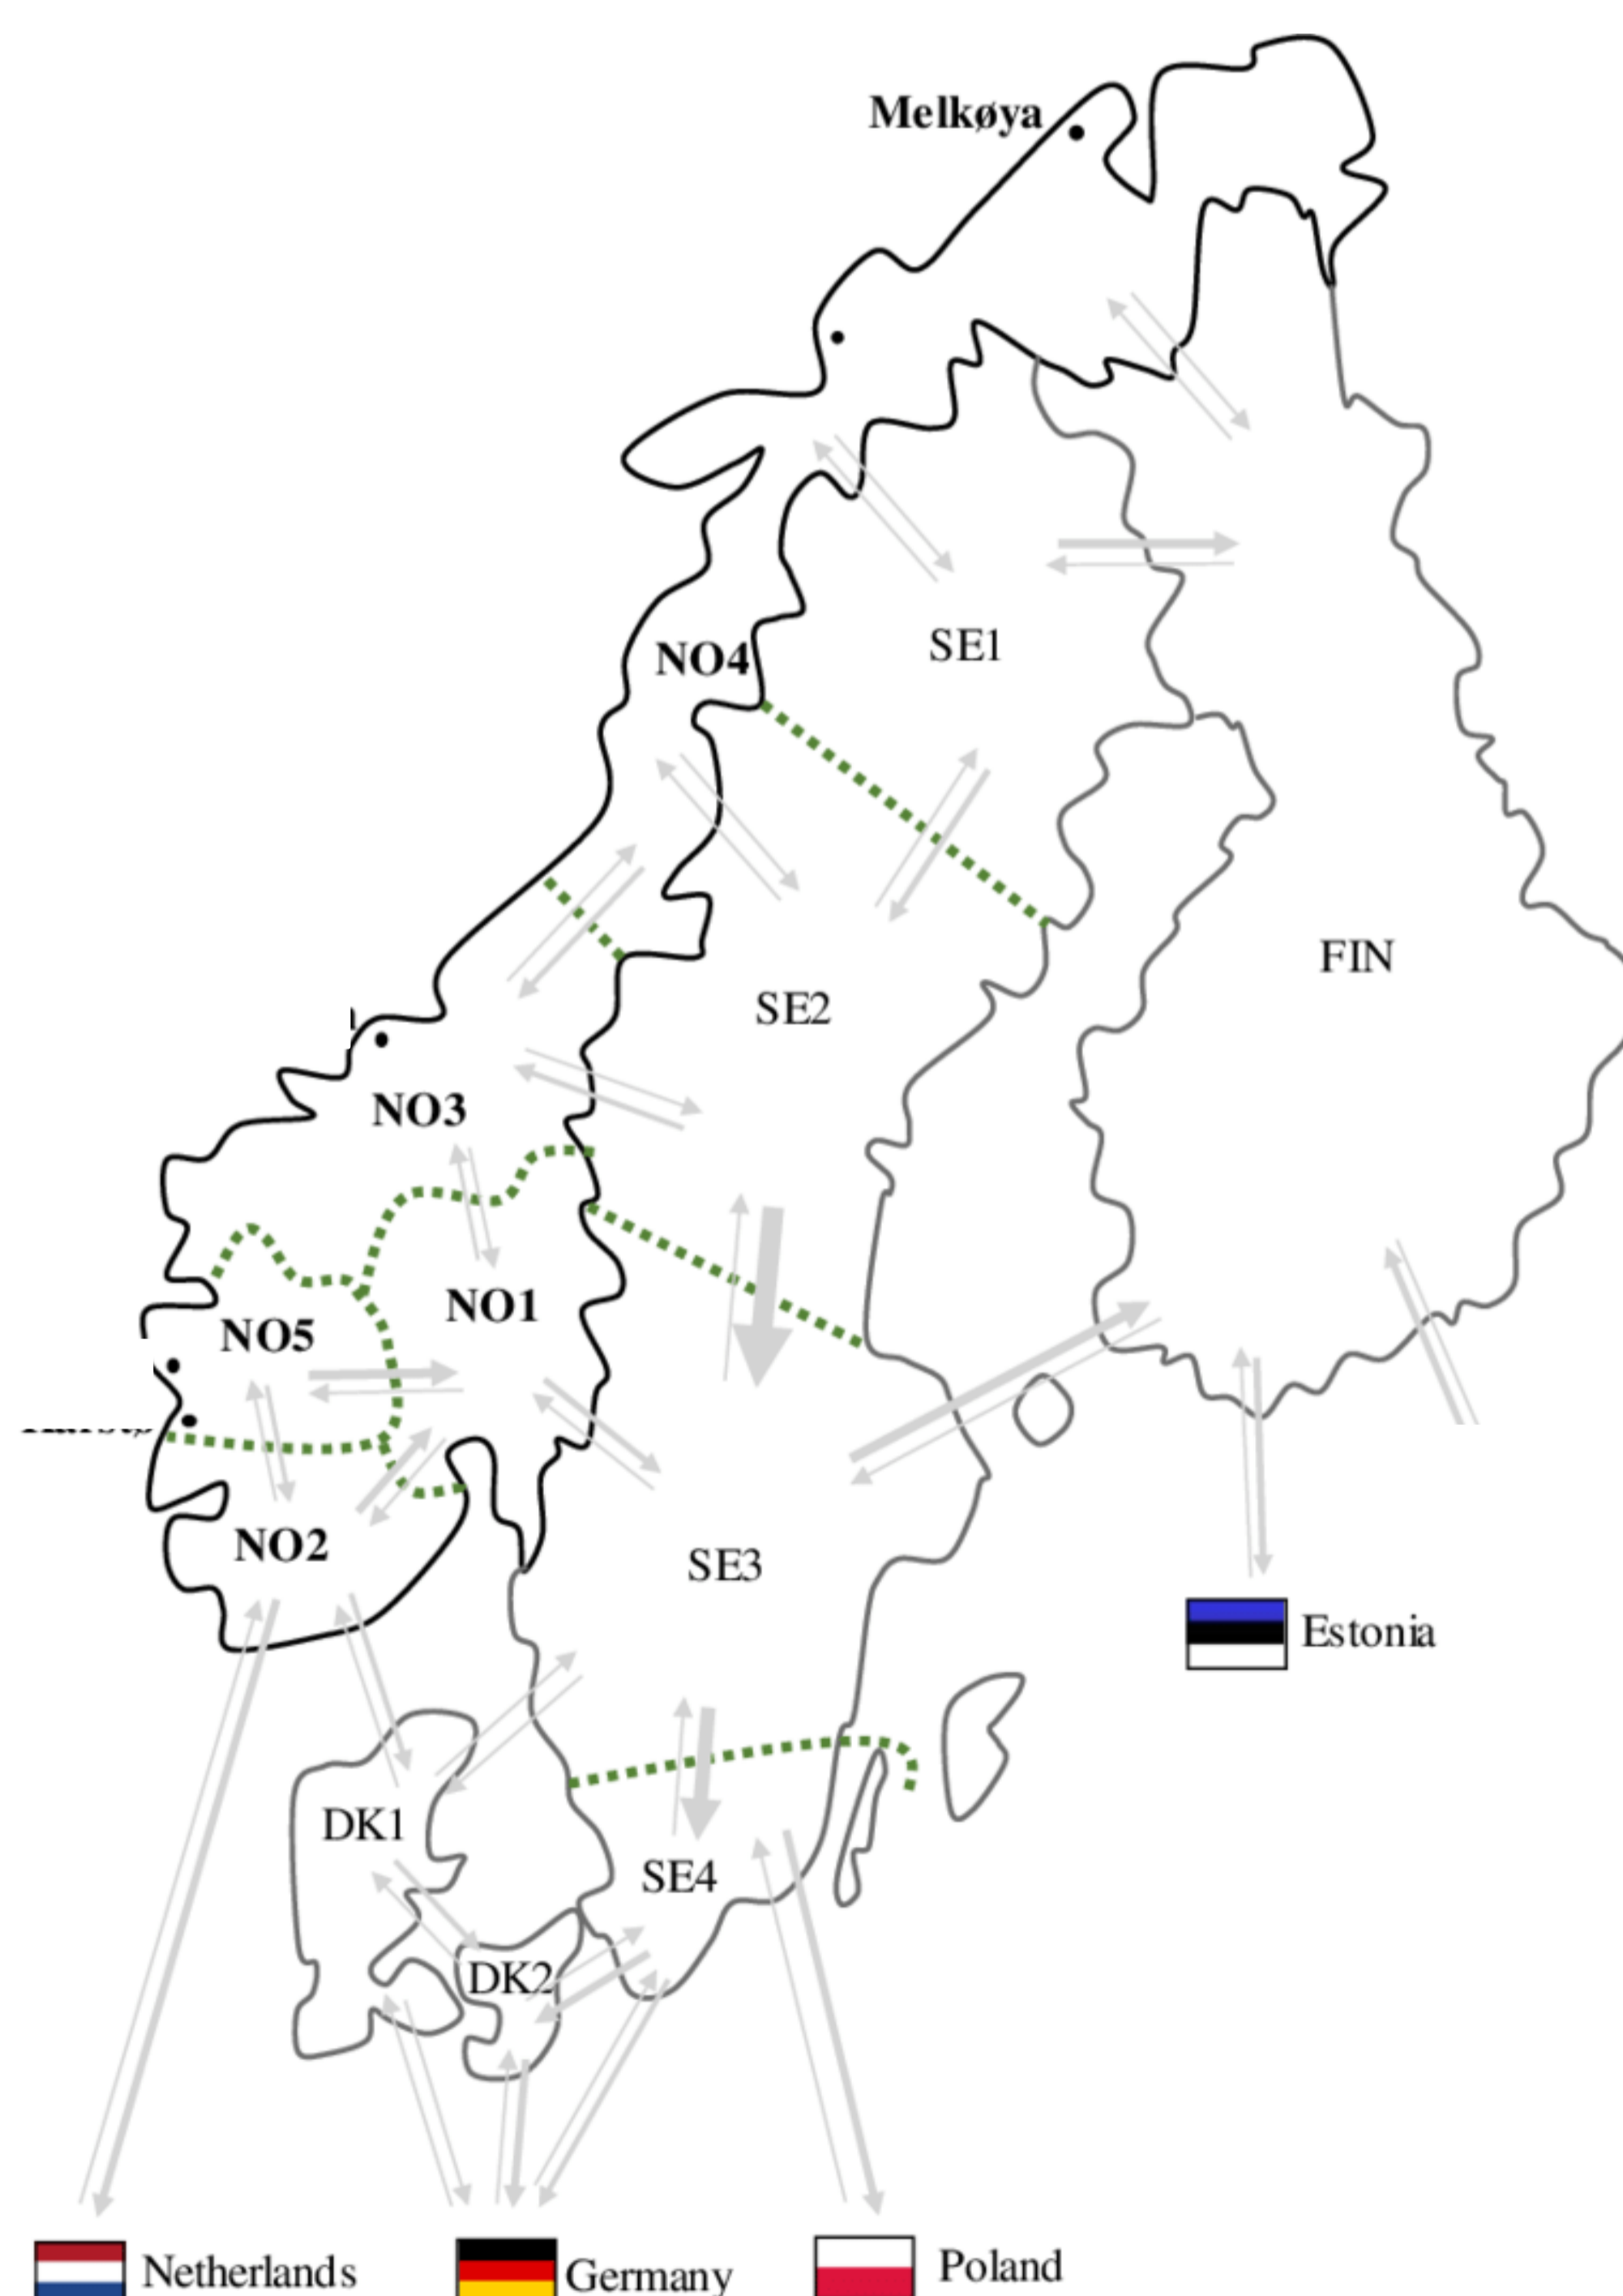 Melkøya
SE1
NO4
FIN
SE2
NO3
NO1
NO5
NO2
SE3
Estonia
DK1
SE4
DK2
Netherlands
Germany
Poland